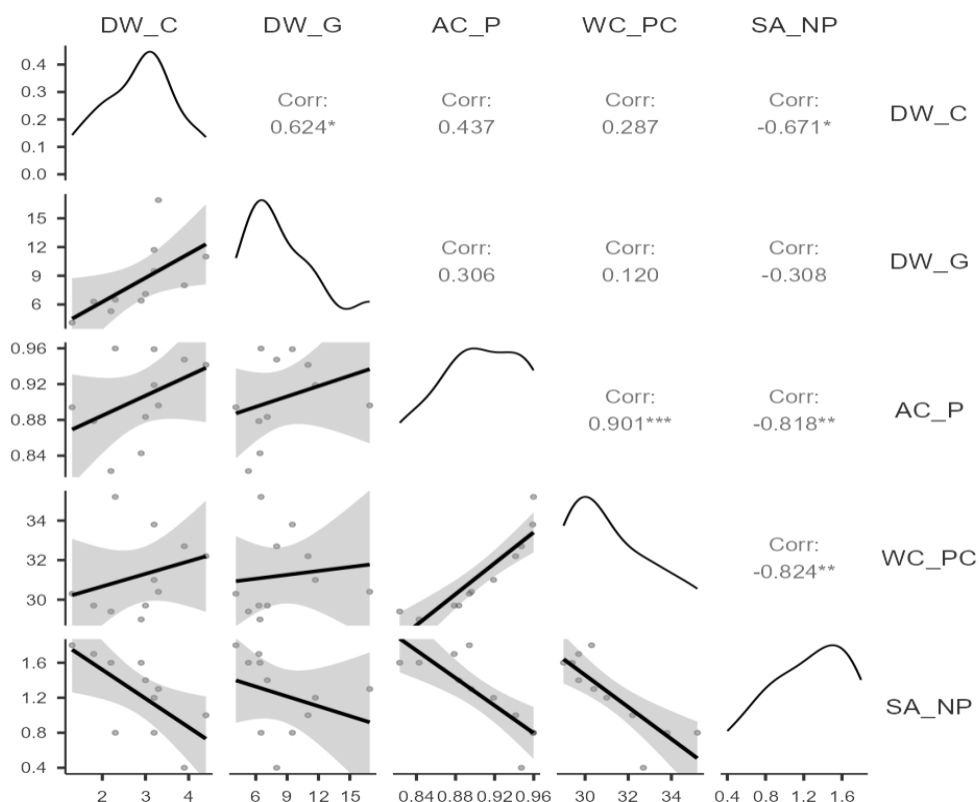 DW_C DW_G AC_P WC_PC SA_NP
0.4
0.3
0.2
0.1
0.0
Corr:
0.624*
Corr:
0.437
Corr:
0.287
Corr:
-0.671*
DW_C
15
12
9
6
Corr:
0.306
Corr:
0.120
Corr:
-0.308
DW_G
0.96
0.92
0.88
0.84
Corr:
0.901***
Corr:
-0.818**
AC_P
34
32
30
Corr:
-0.824**
WC_PC
1.6
1.2
0.8
0.4
SA_NP
2 3 4 6 9 12 15 0.84 0.88 0.92 0.96 30 32 34 0.4 0.8 1.2 1.6